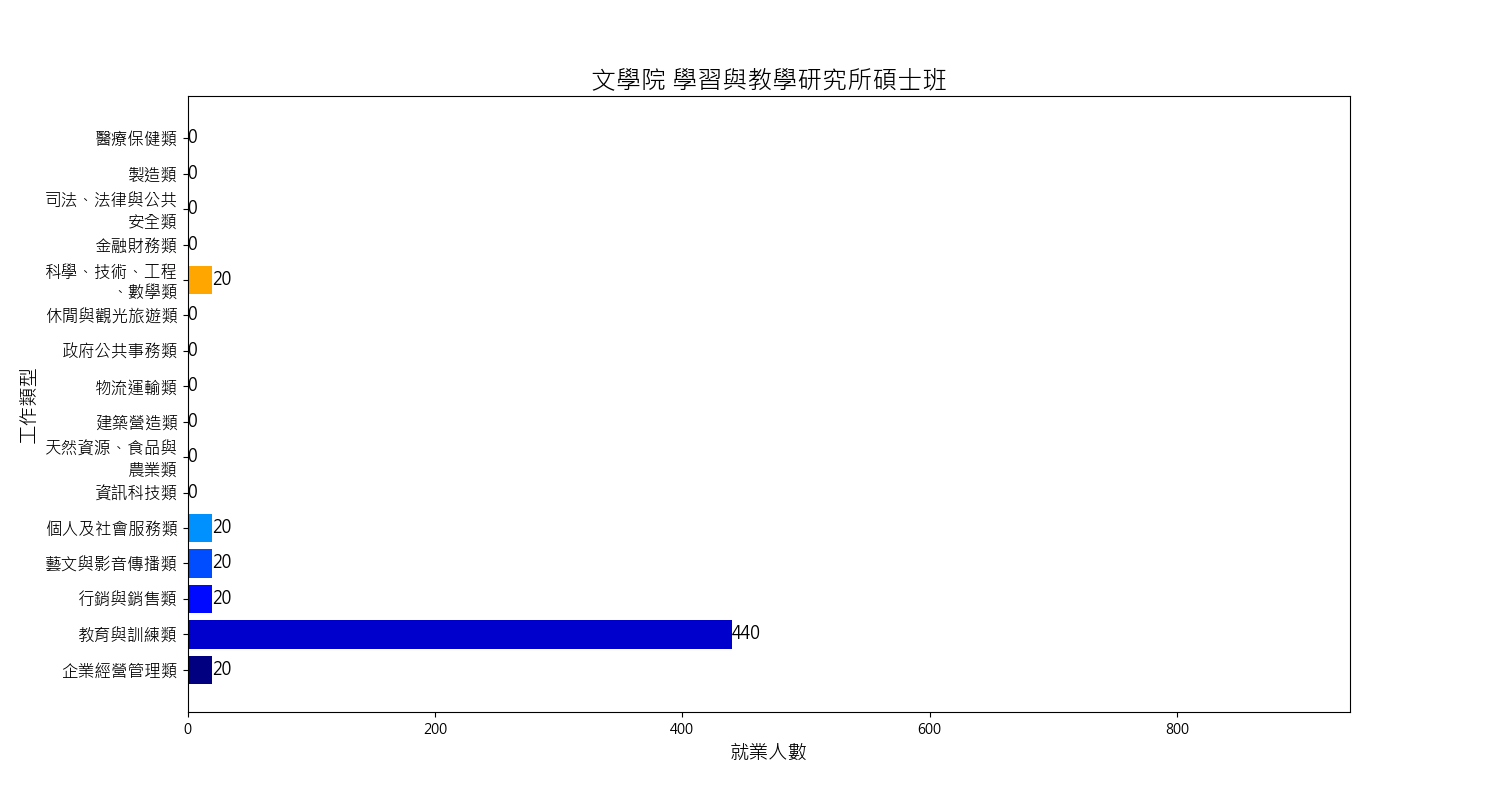 文學院 學習與教學研究所碩士班
醫療保健類
0
製造類
0
司法、法律與公共
安全類
0
金融財務類
0
科學、技術、工程
、數學類
20
休閒與觀光旅遊類
0
政府公共事務類
0
物流運輸類
0
建築營造類
0
天然資源、食品與
農業類
0
資訊科技類
0
個人及社會服務類
20
藝文與影音傳播類
20
行銷與銷售類
20
教育與訓練類
440
企業經營管理類
20
工作類型
0
200
400
600
800
就業人數